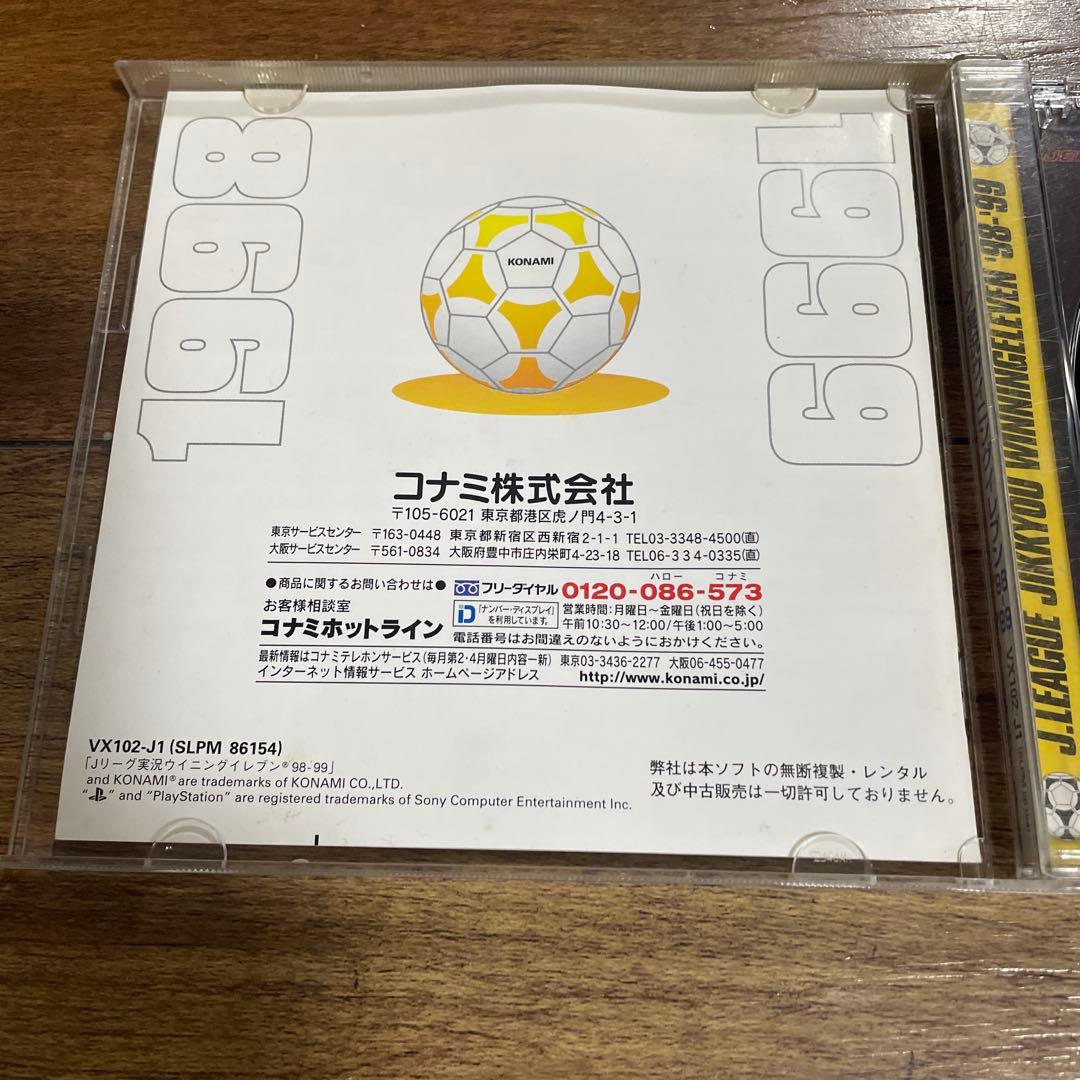 1998
1999
KONAMI
コナミ株式会社
〒105-6021 東京都港区虎ノ門4-3-1
東京サービスセンター 〒163-0448 東京都新宿区西新宿2-1-1 TEL03-3348-4500(直)
大阪サービスセンター 〒561-0834 大阪府豊中市庄内栄町4-23-18 TEL06-334-0335(直)
ハロー コナミ
●商品に関するお問い合わせは● フリーダイヤル 0120-086-573
お客様相談室
コナミホットライン
D 「ナンバー・ディスプレイ」を利用しています。
営業時間:月曜日〜金曜日(祝日を除く)
午前10:30〜12:00/午後1:00〜5:00
電話番号はお間違えのないようにおかけください。
最新情報はコナミテレホンサービス(毎月第2・4月曜日内容一新) 東京03-3436-2277 大阪06-455-0477
インターネット情報サービス ホームページアドレス http://www.konami.co.jp/
VX102-J1 (SLPM 86154)
「Jリーグ実況ウイニングイレブン®'98-'99」
and KONAMI® are trademarks of KONAMI CO.,LTD.
" " and "PlayStation" are registered trademarks of Sony Computer Entertainment Inc.
弊社は本ソフトの無断複製・レンタル
及び中古販売は一切許可しておりません。
J.LEAGUE JIKKYOU WINNINGELEVEN '98-'99
VX102-J1